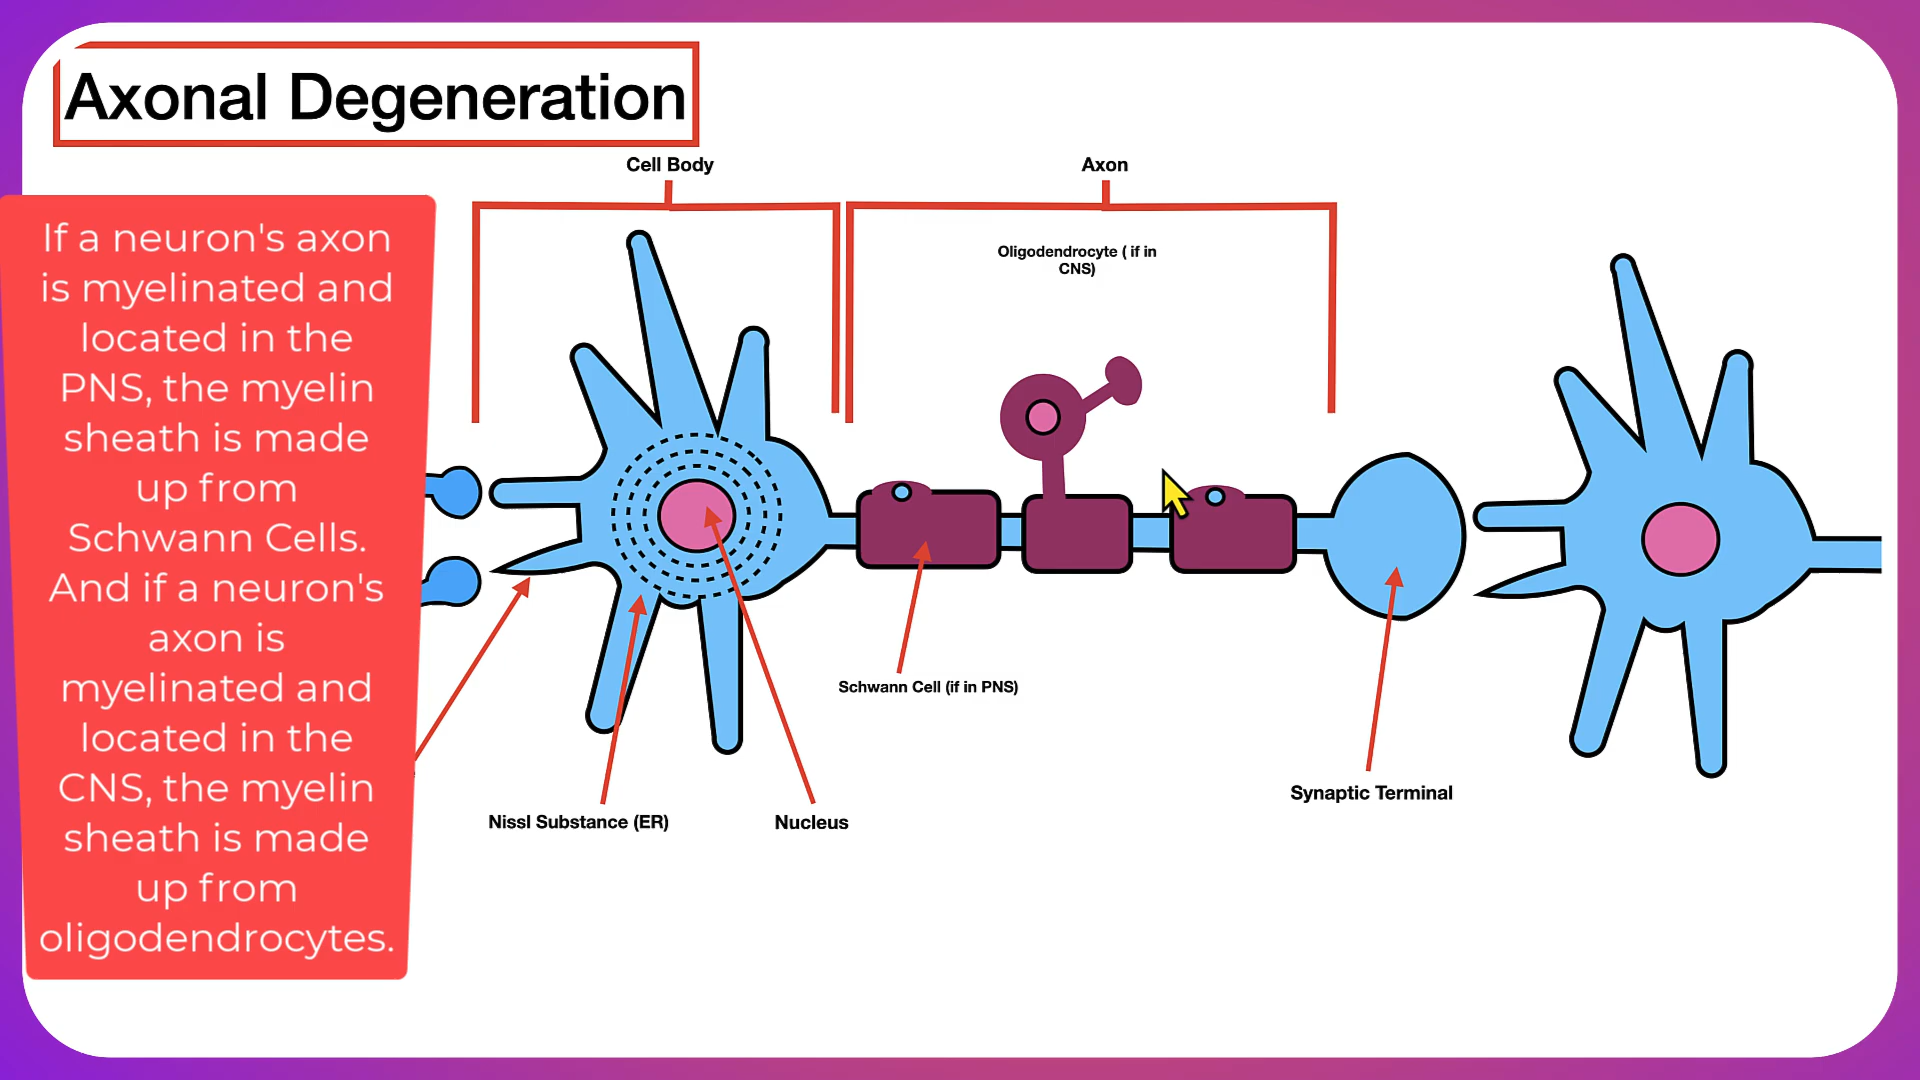 Axonal Degeneration
Cell Body
Axon
Oligodendrocyte ( if in
CNS)
If a neuron's axon
is myelinated and
located in the
PNS, the myelin
sheath is made
up from
Schwann Cells.
And if a neuron's
axon is
myelinated and
located in the
CNS, the myelin
sheath is made
up from
oligodendrocytes.
Schwann Cell (if in PNS)
Synaptic Terminal
Nissl Substance (ER)
Nucleus